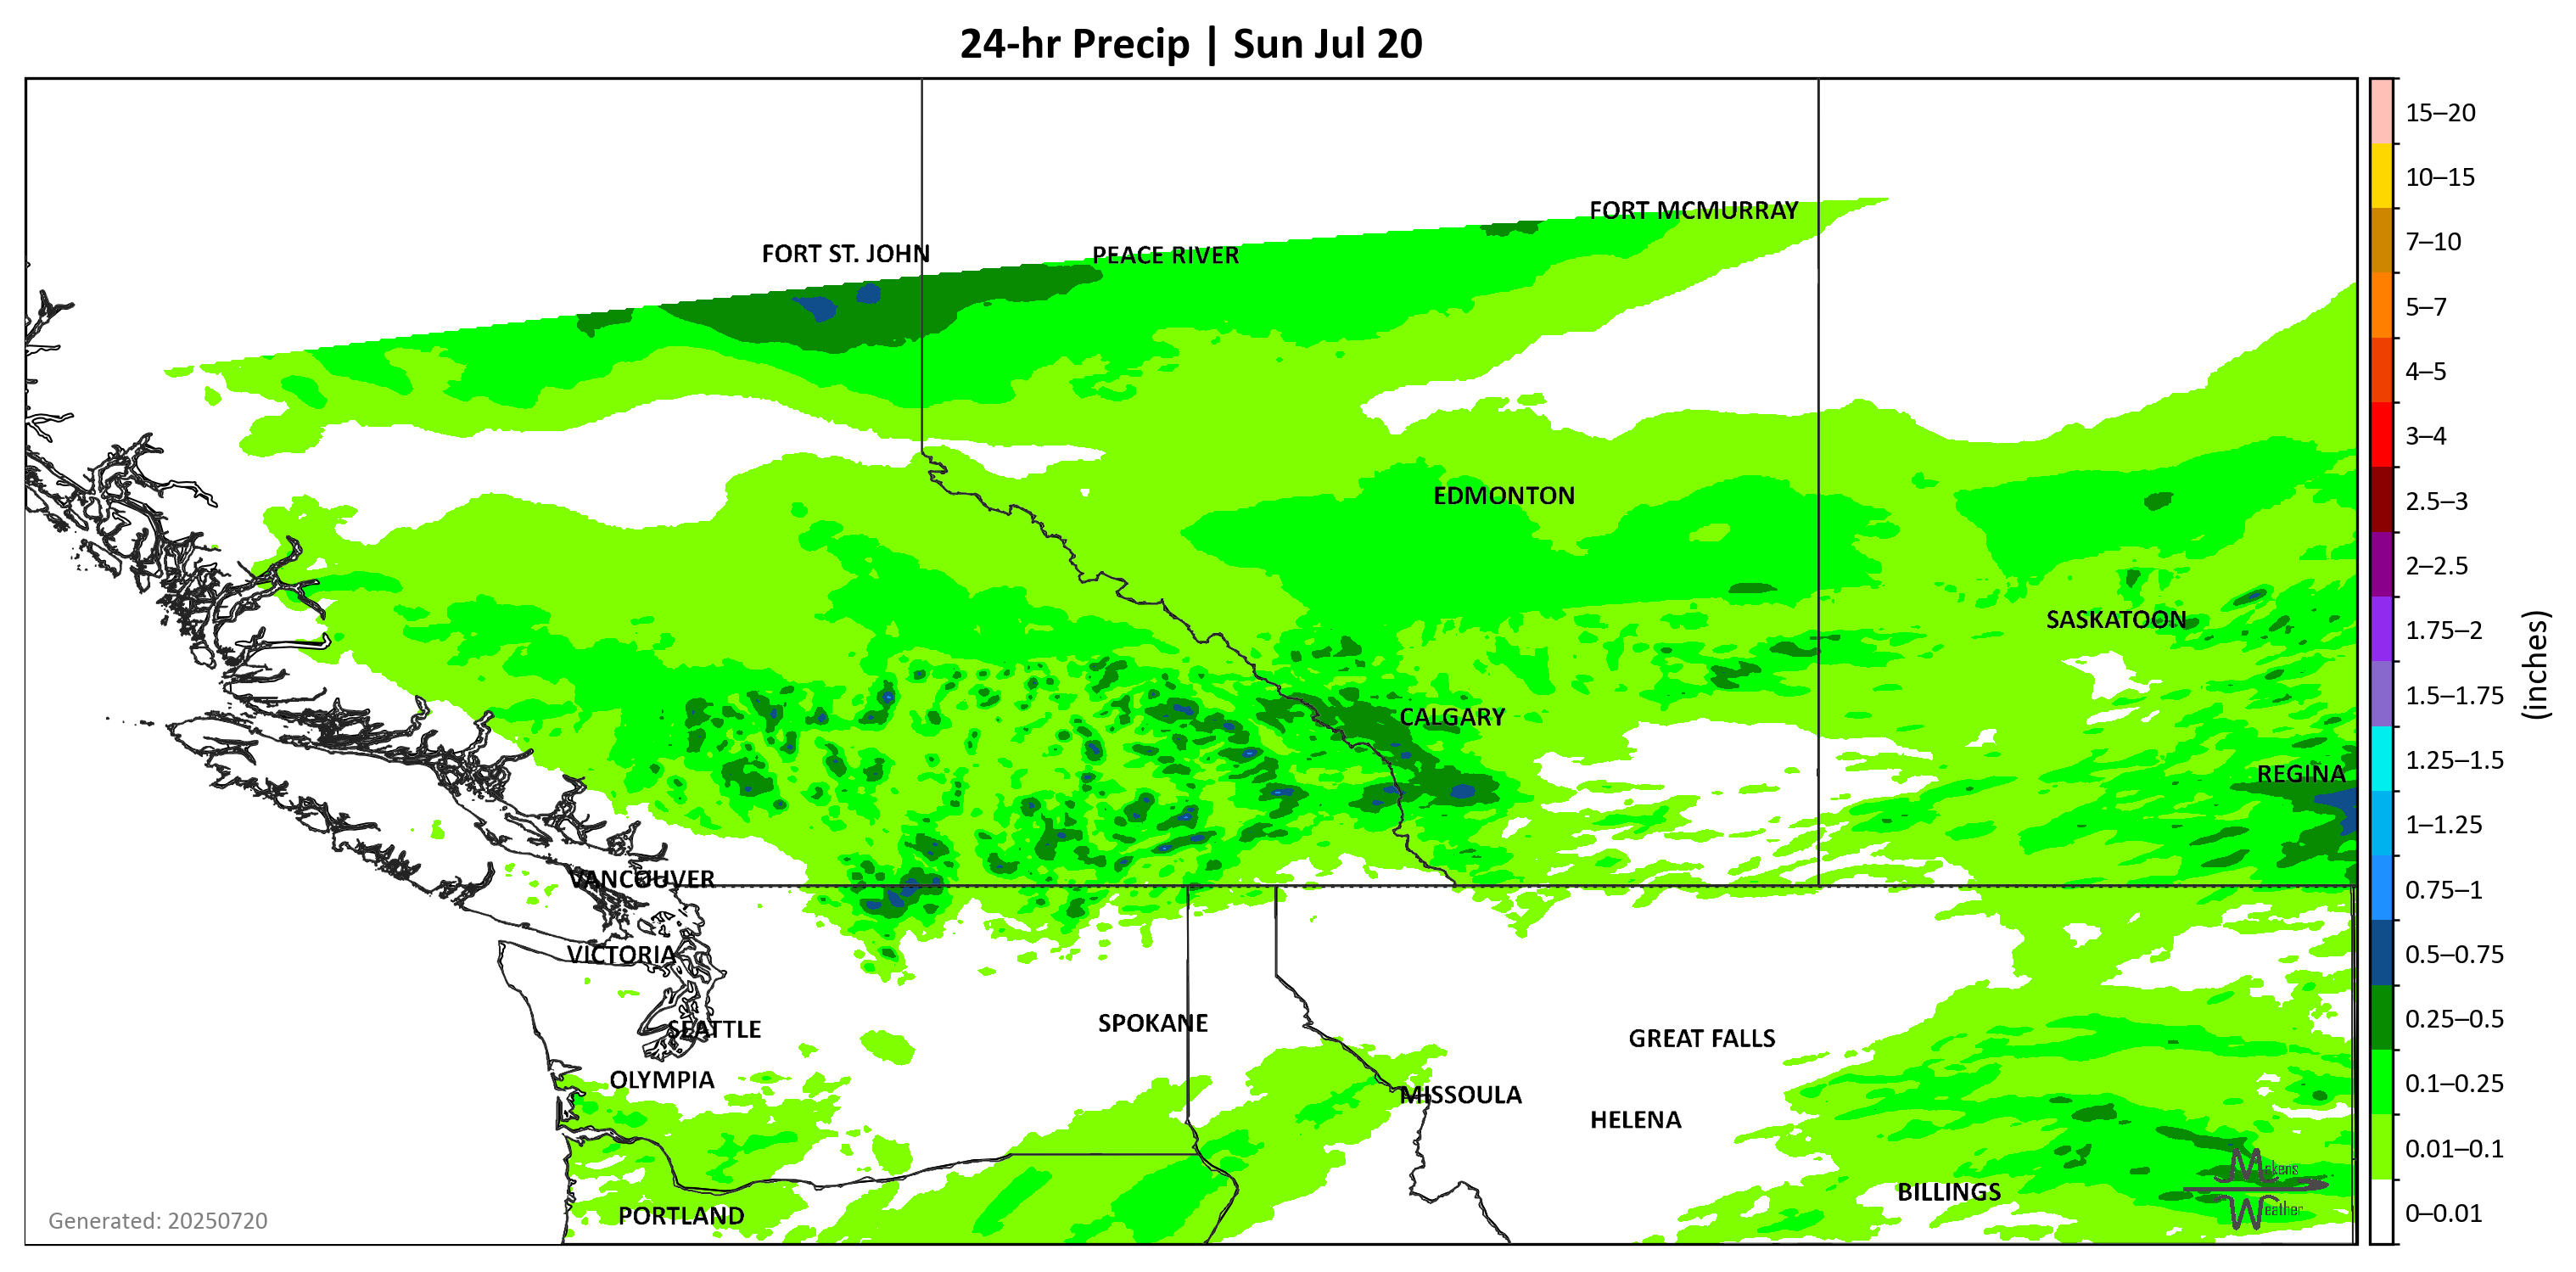 24-hr Precip | Sun Jul 20
FORT MCMURRAY
FORT ST. JOHN
PEACE RIVER
EDMONTON
SASKATOON
CALGARY
REGINA
VANCOUVER
VICTORIA
SPOKANE
SEATTLE
GREAT FALLS
OLYMPIA
MISSOULA
HELENA
BILLINGS
PORTLAND
Makens
Weather
Generated: 20250720
15–20
10–15
7–10
5–7
4–5
3–4
2.5–3
2–2.5
1.75–2
1.5–1.75
1.25–1.5
1–1.25
0.75–1
0.5–0.75
0.25–0.5
0.1–0.25
0.01–0.1
0–0.01
(inches)